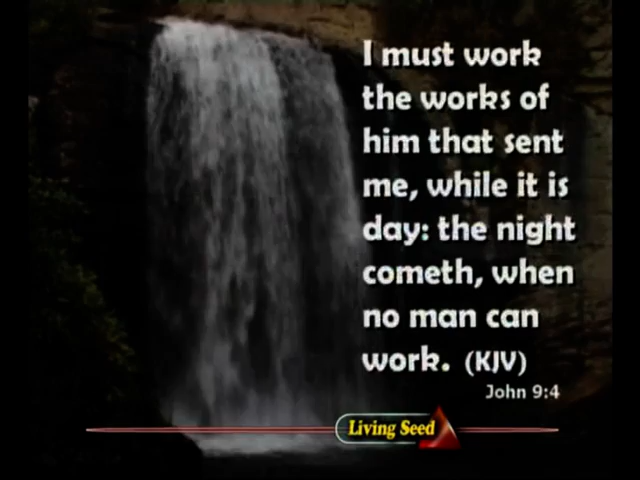 I must work
the works of
him that sent
me, while it is
day: the night
cometh, when
no man can
work. (KJV)
John 9:4
Living Seed